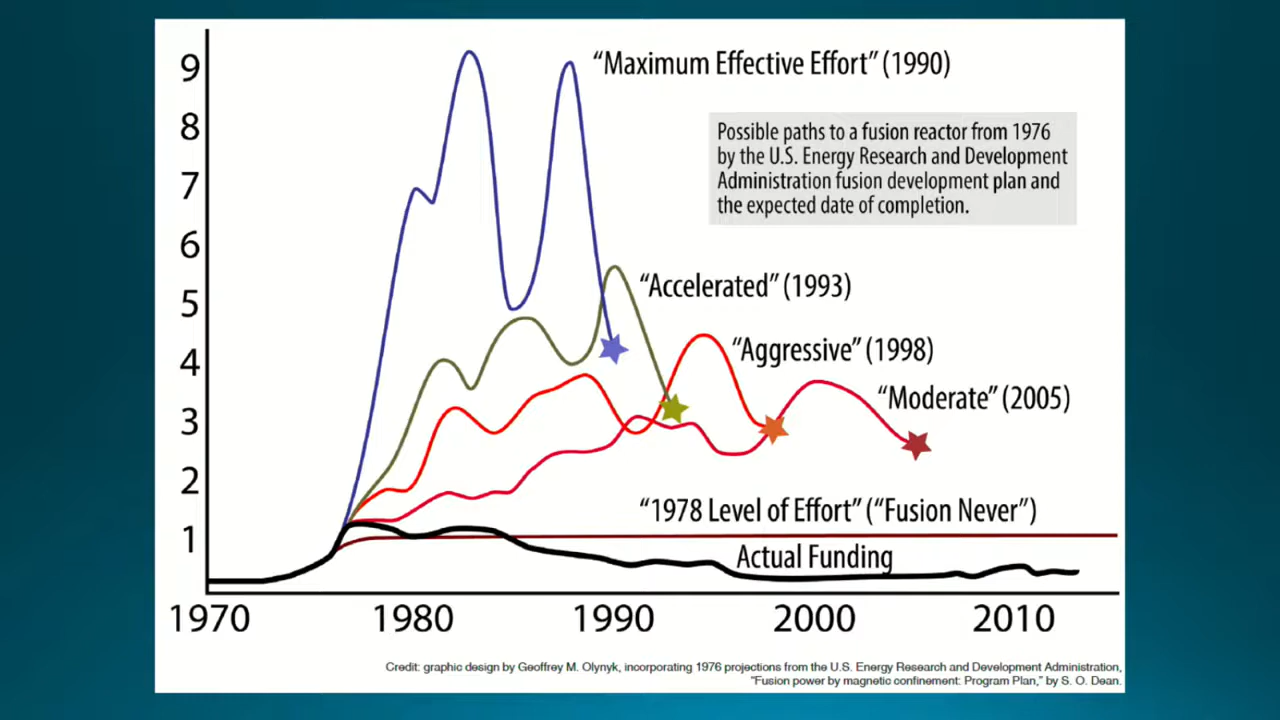 9
“Maximum Effective Effort” (1990)
8
Possible paths to a fusion reactor from 1976
by the U.S. Energy Research and Development
Administration fusion development plan and
the expected date of completion.
7
6
5
“Accelerated” (1993)
4
“Aggressive” (1998)
“Moderate” (2005)
3
2
“1978 Level of Effort” (“Fusion Never”)
1
Actual Funding
1970 1980 1990 2000 2010
Credit: graphic design by Geoffrey M. Olynyk, incorporating 1976 projections from the U.S. Energy Research and Development Administration,
“Fusion power by magnetic confinement: Program Plan,” by S. O. Dean.